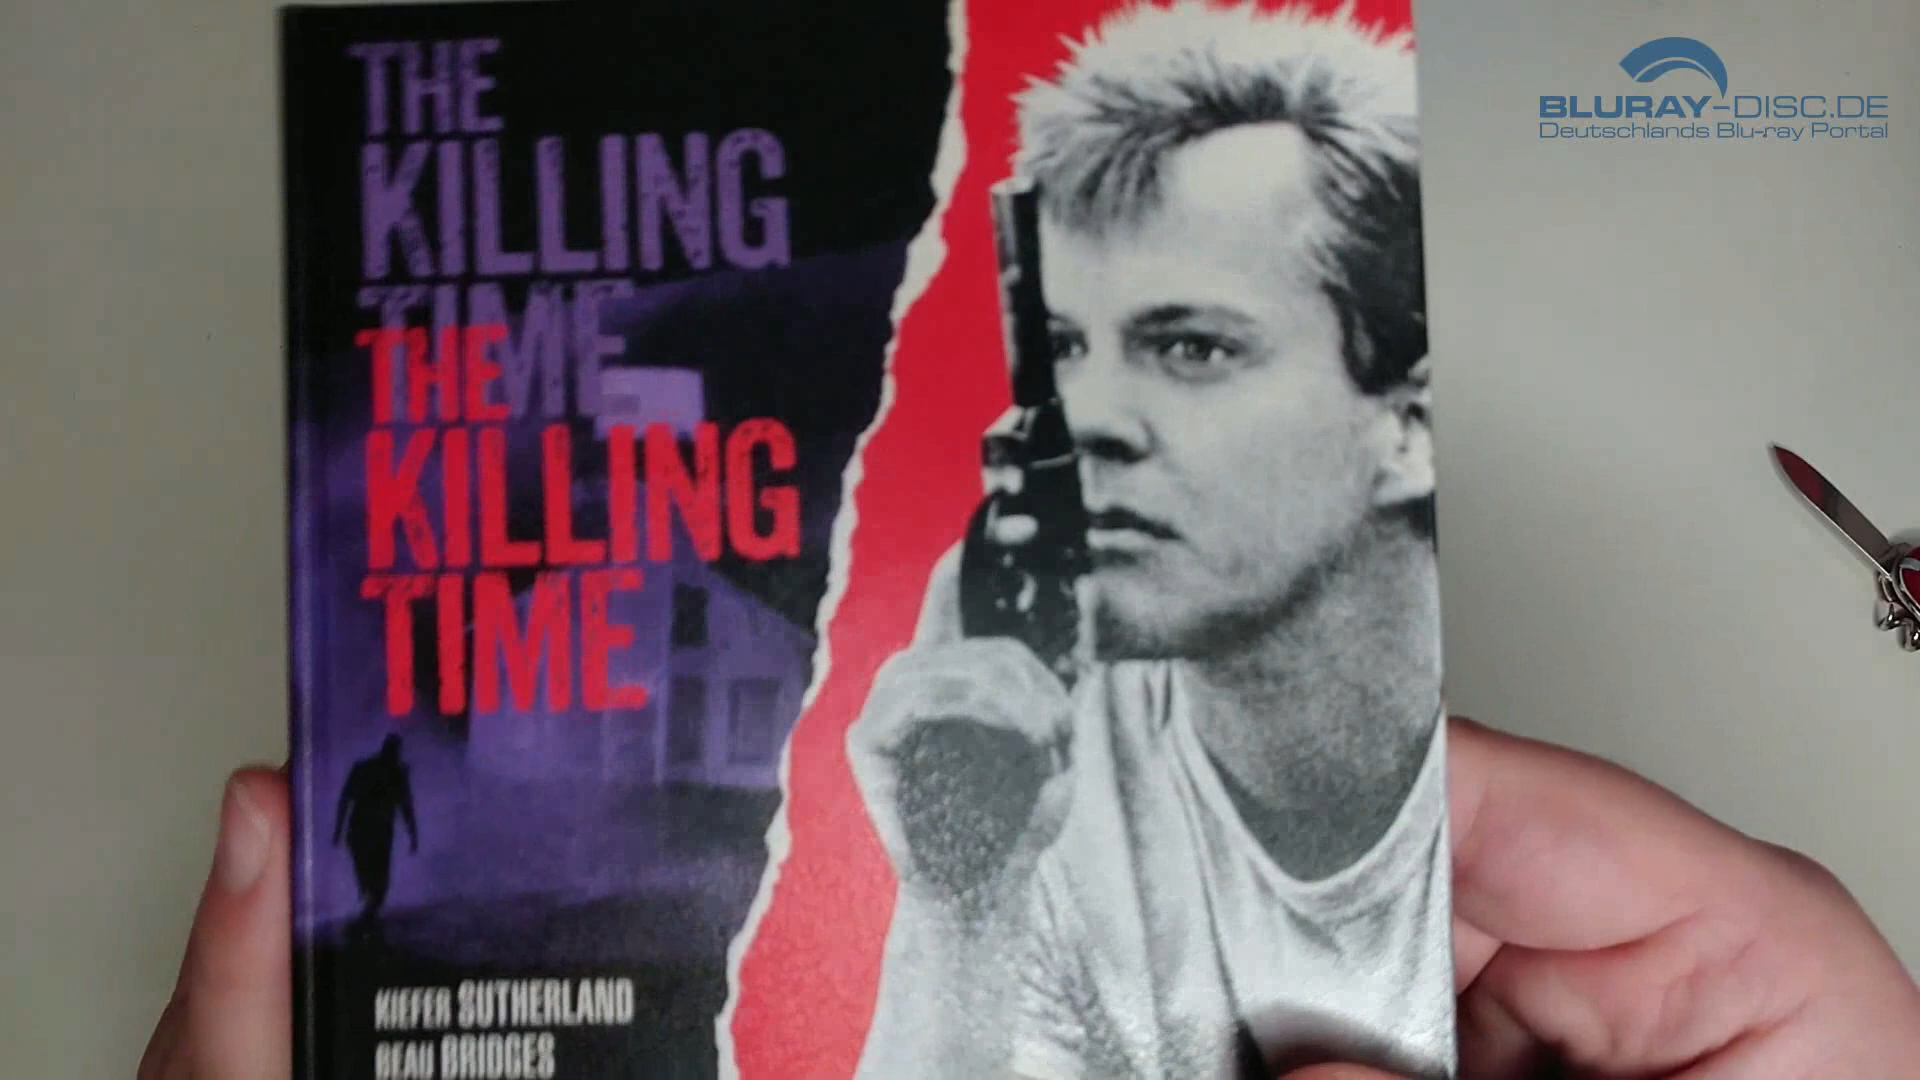 THE
KILLING
TIME
THE
KILLING
TIME
KIEFER SUTHERLAND
BEAU BRIDGES
BLURAY-DISC.DE
Deutschlands Blu-ray Portal